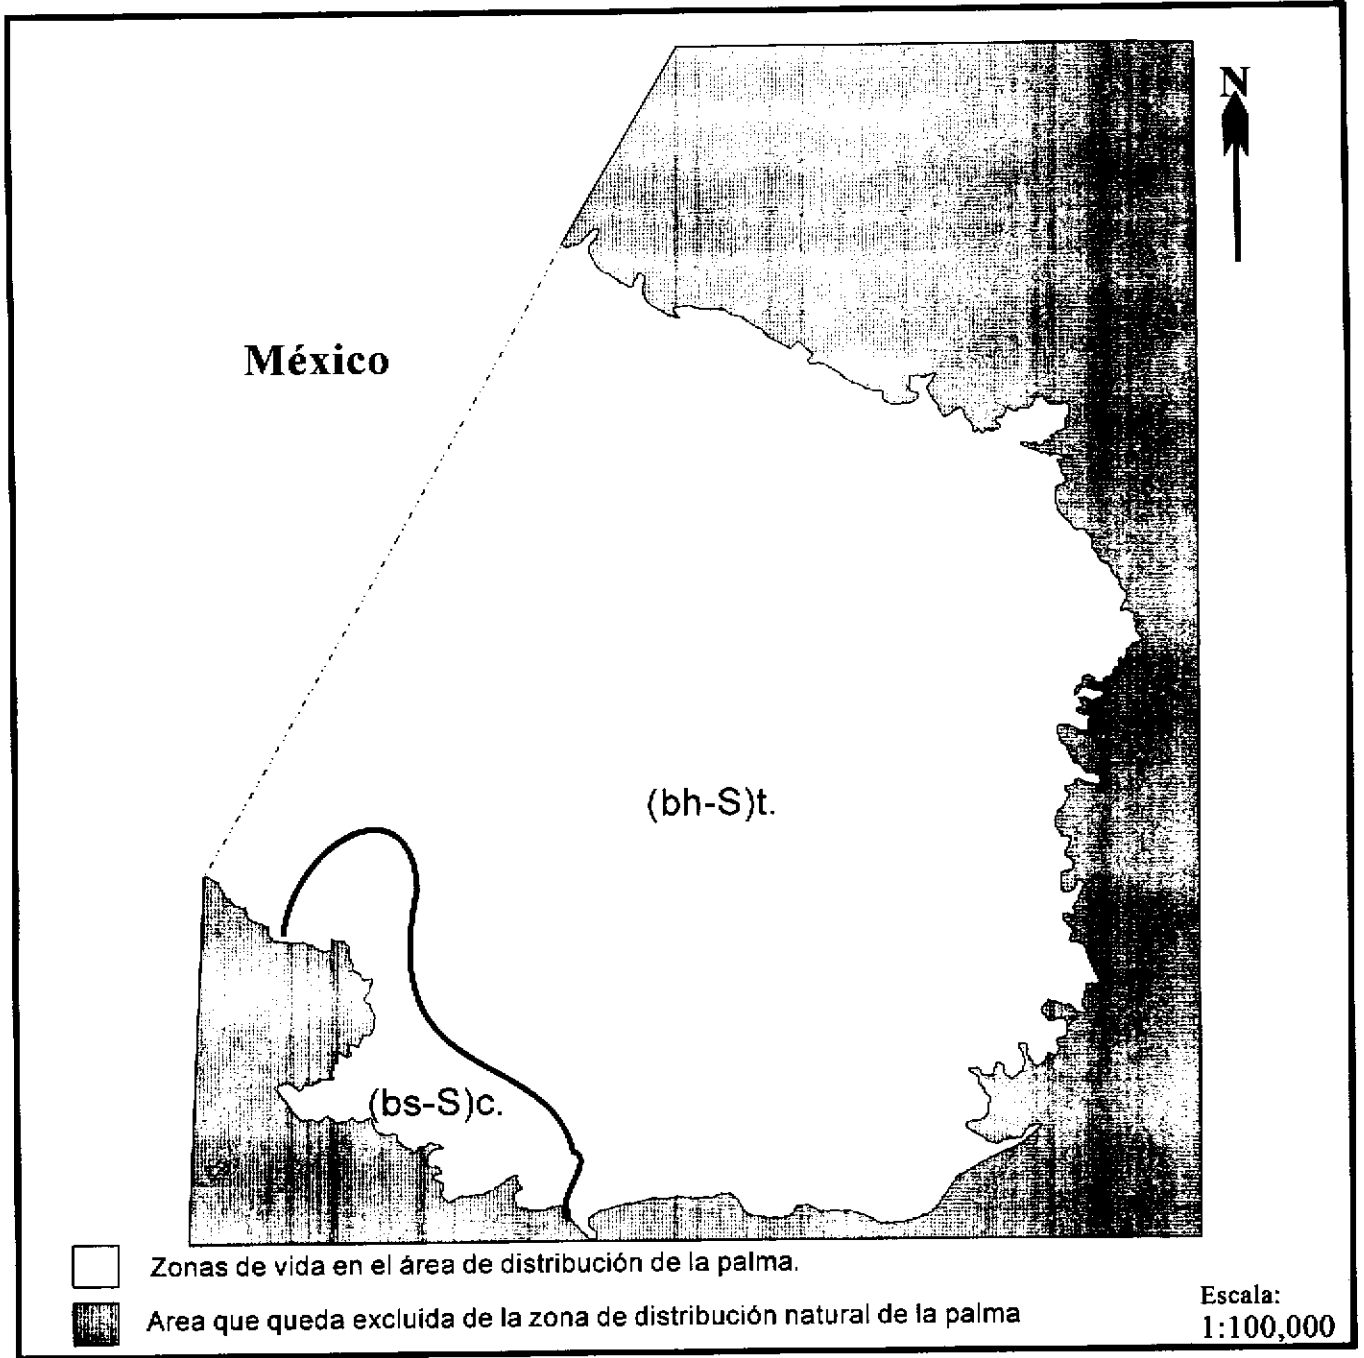 N
México
(bh-S)t.
(bs-S)c.
Zonas de vida en el área de distribución de la palma.
Area que queda excluida de la zona de distribución natural de la palma
Escala:
1:100,000